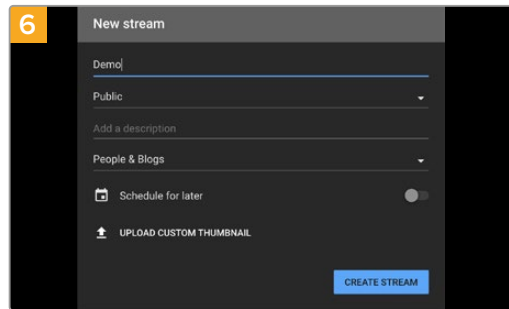 6
New stream
Demo
Public
Add a description
People & Blogs
Schedule for later
UPLOAD CUSTOM THUMBNAIL
CREATE STREAM